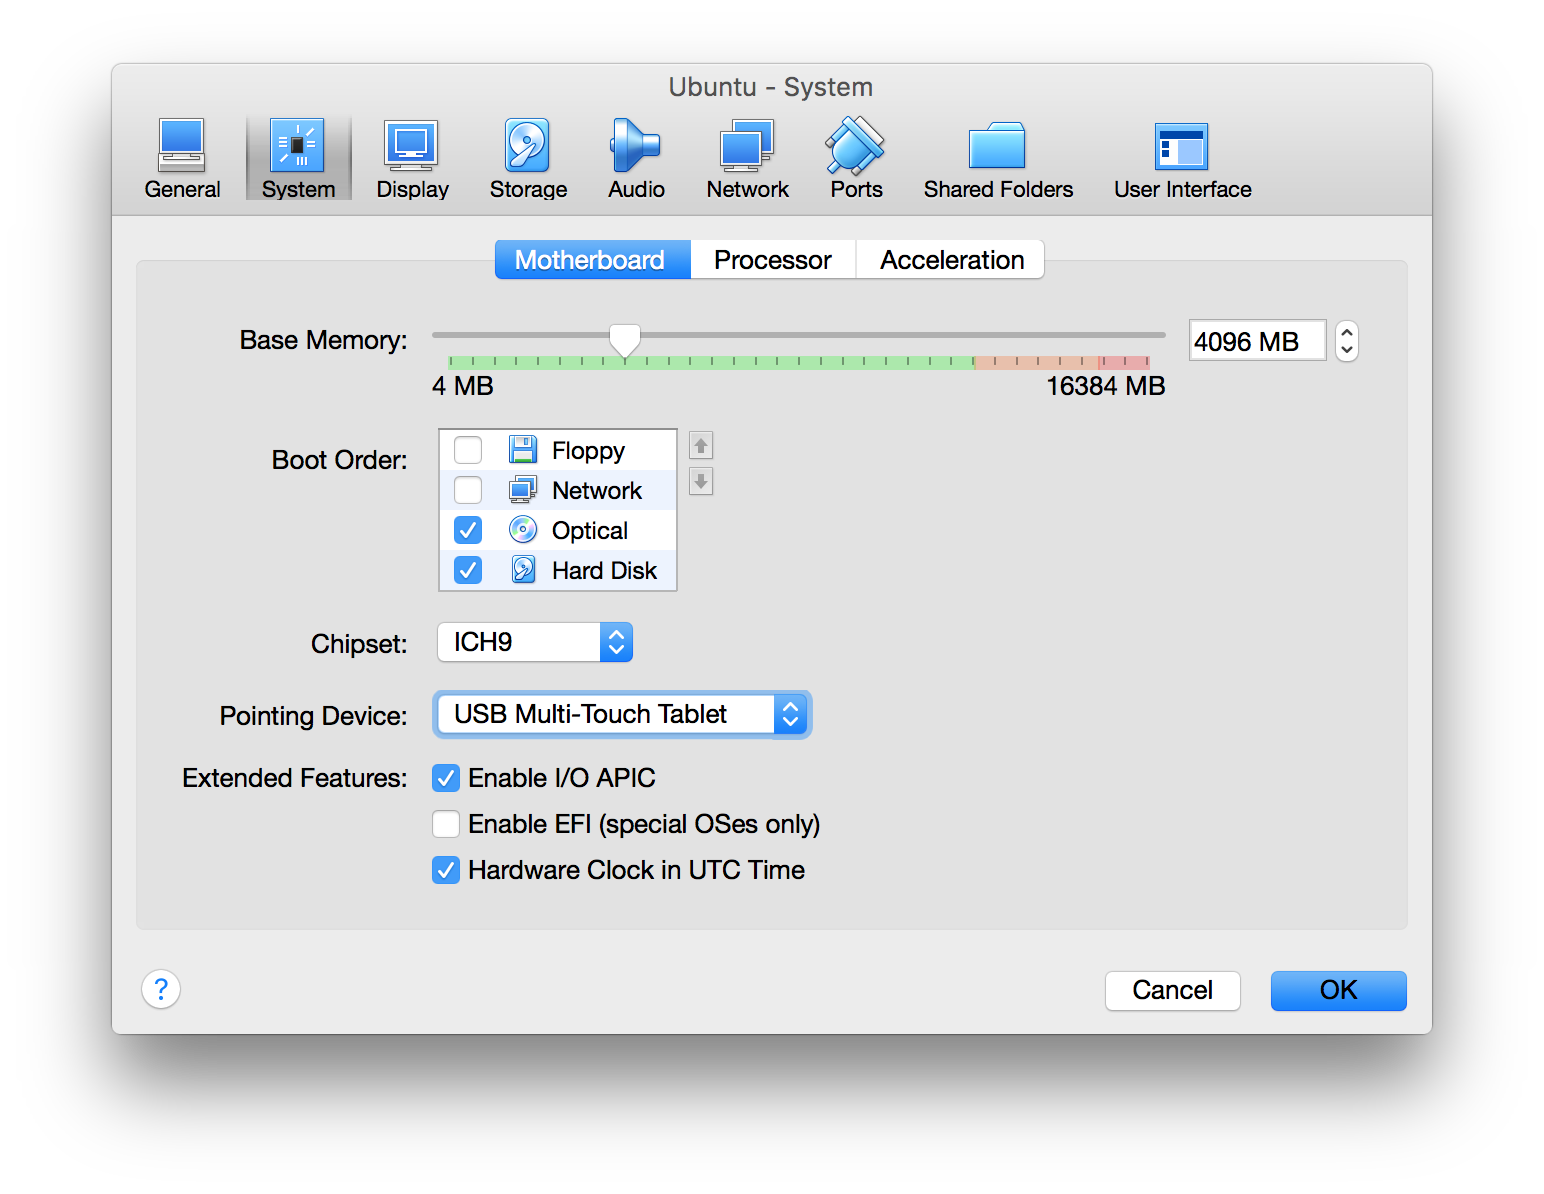 Ubuntu - System
General System Display Storage Audio Network Ports Shared Folders User Interface
Motherboard Processor Acceleration
Base Memory: 4096 MB
4 MB 16384 MB
Boot Order:
Floppy
Network
Optical
Hard Disk
Chipset: ICH9
Pointing Device: USB Multi-Touch Tablet
Extended Features: Enable I/O APIC
Enable EFI (special OSes only)
Hardware Clock in UTC Time
? Cancel OK